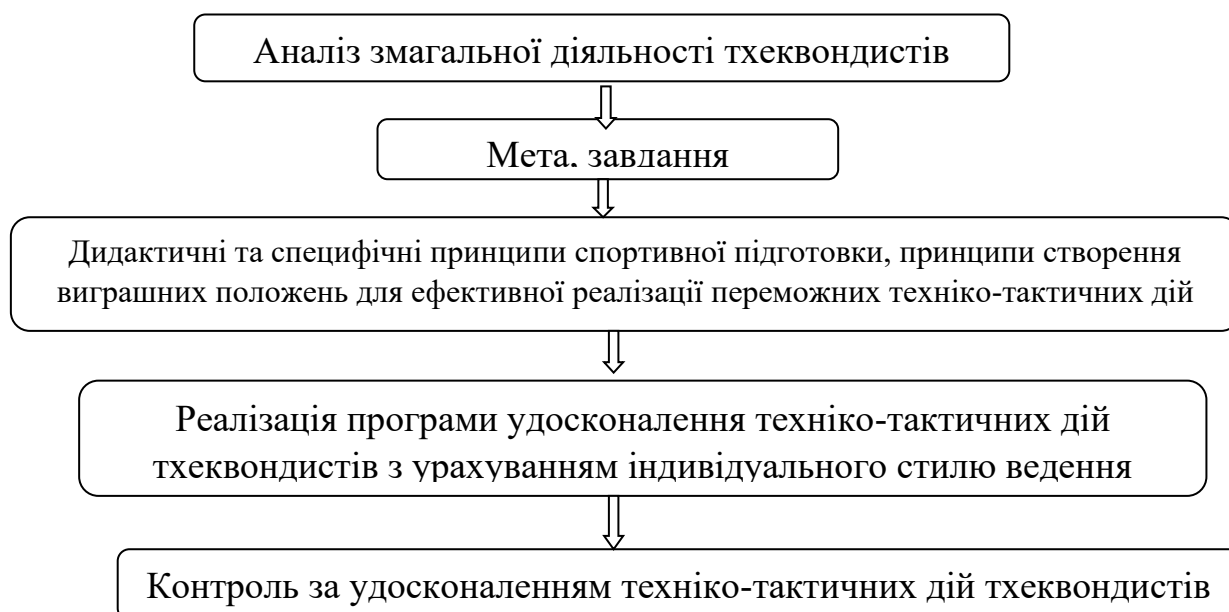 Аналіз змагальної діяльності тхеквондистів
Мета, завдання
Дидактичні та специфічні принципи спортивної підготовки, принципи створення
виграшних положень для ефективної реалізації переможних техніко-тактичних дій
Реалізація програми удосконалення техніко-тактичних дій
тхеквондистів з урахуванням індивідуального стилю ведення
Контроль за удосконаленням техніко-тактичних дій тхеквондистів